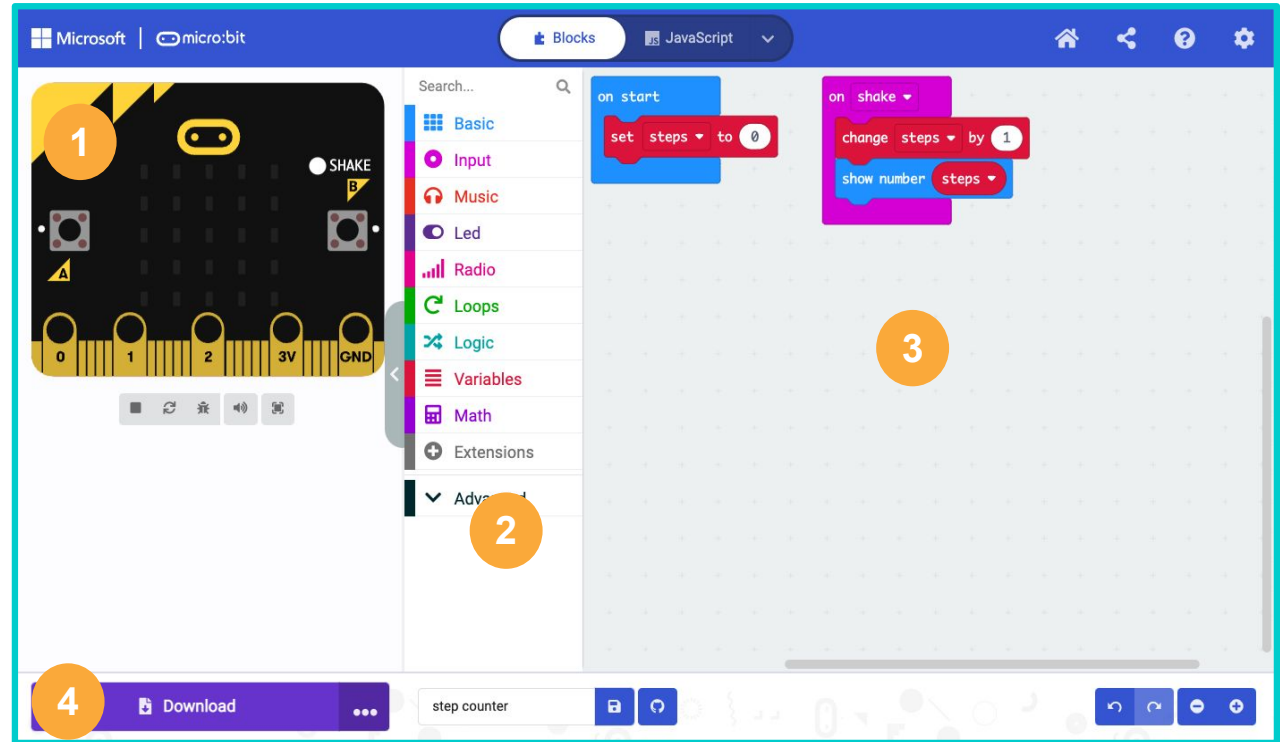 Microsoft | micro:bit
Blocks
JS JavaScript
1
SHAKE
B
A
0 1 2 3V GND
Search...
Basic
Input
Music
Led
Radio
Loops
Logic
Variables
Math
Extensions
Advanced
2
on start
set steps to 0
on shake
change steps by 1
show number steps
3
4
Download
step counter